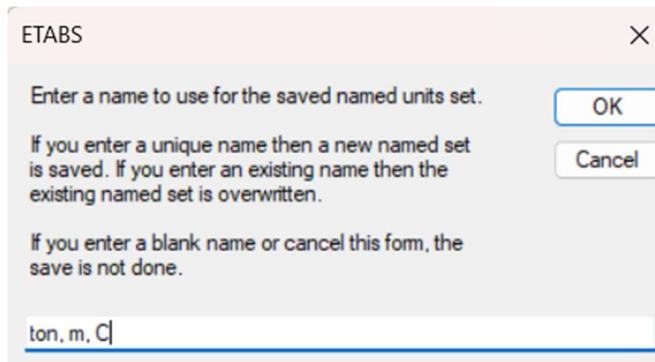 ETABS
Enter a name to use for the saved named units set.
OK
If you enter a unique name then a new named set
is saved. If you enter an existing name then the
existing named set is overwritten.
Cancel
If you enter a blank name or cancel this form, the
save is not done.
ton, m, C